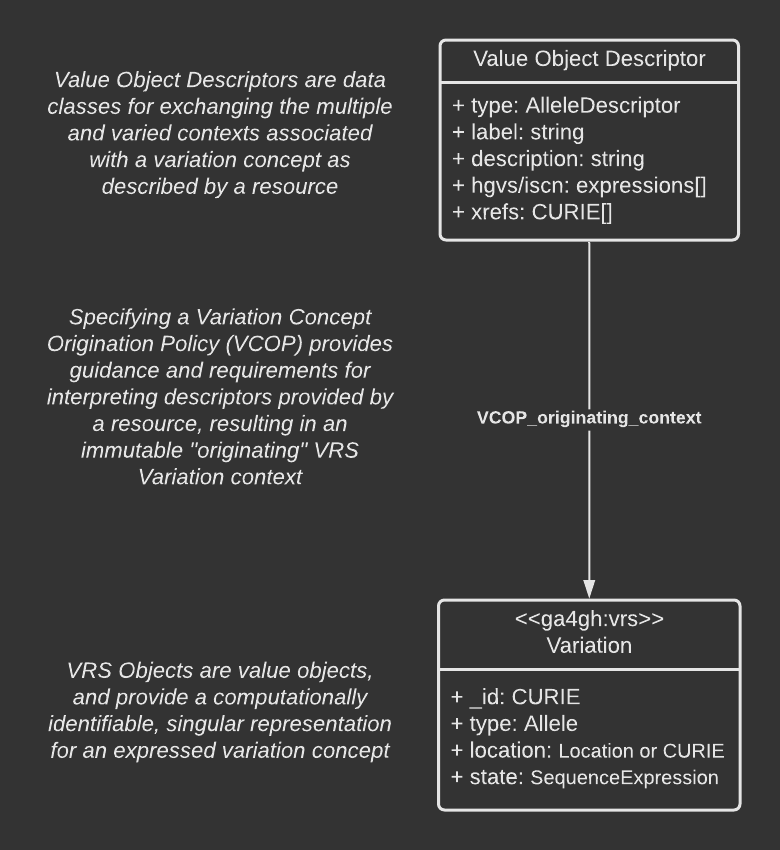 Value Object Descriptors are data
classes for exchanging the multiple
and varied contexts associated
with a variation concept as
described by a resource
Value Object Descriptor
+ type: AlleleDescriptor
+ label: string
+ description: string
+ hgvs/iscn: expressions[]
+ xrefs: CURIE[]
Specifying a Variation Concept
Origination Policy (VCOP) provides
guidance and requirements for
interpreting descriptors provided by
a resource, resulting in an
immutable "originating" VRS
Variation context
VCOP_originating_context
VRS Objects are value objects,
and provide a computationally
identifiable, singular representation
for an expressed variation concept
<<ga4gh:vrs>>
Variation
+ _id: CURIE
+ type: Allele
+ location: Location or CURIE
+ state: SequenceExpression